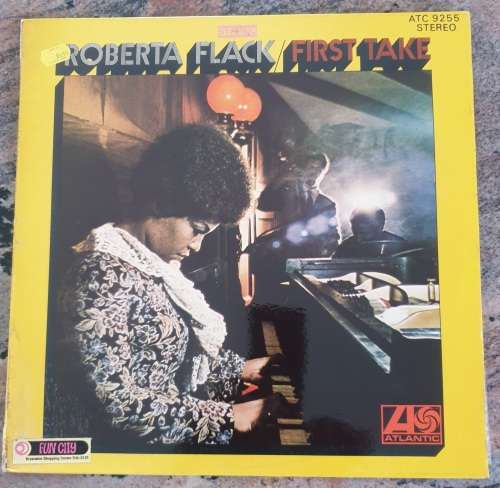 ATC 9255
STEREO
ROBERTA FLACK/FIRST TAKE
ATLANTIC
FUN CITY